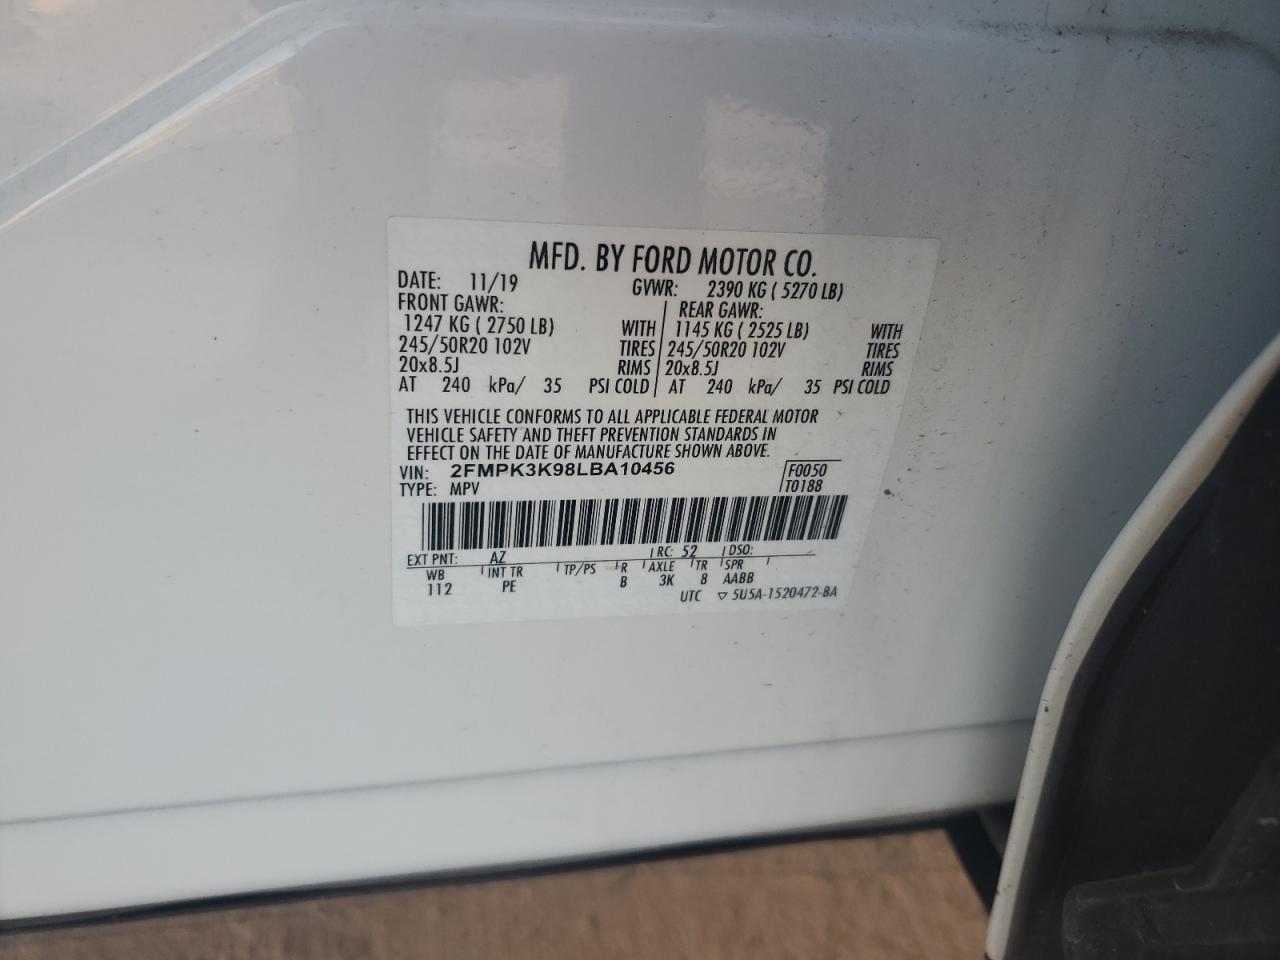 MFD. BY FORD MOTOR CO.
DATE: 11/19 GVWR: 2390 KG ( 5270 LB)
FRONT GAWR: REAR GAWR:
1247 KG ( 2750 LB) WITH 1145 KG ( 2525 LB) WITH
245/50R20 102V TIRES 245/50R20 102V TIRES
20x8.5J RIMS 20x8.5J RIMS
AT 240 kPa/ 35 PSI COLD AT 240 kPa/ 35 PSI COLD
THIS VEHICLE CONFORMS TO ALL APPLICABLE FEDERAL MOTOR
VEHICLE SAFETY AND THEFT PREVENTION STANDARDS IN
EFFECT ON THE DATE OF MANUFACTURE SHOWN ABOVE.
VIN: 2FMPK3K98LBA10456 F0050
TYPE: MPV T0188
EXT PNT: AZ RC: 52 DSO:
WB INT TR TP/PS R AXLE TR SPR
112 PE B 3K 8 AABB
UTC ▽ 5U5A-1520472-BA